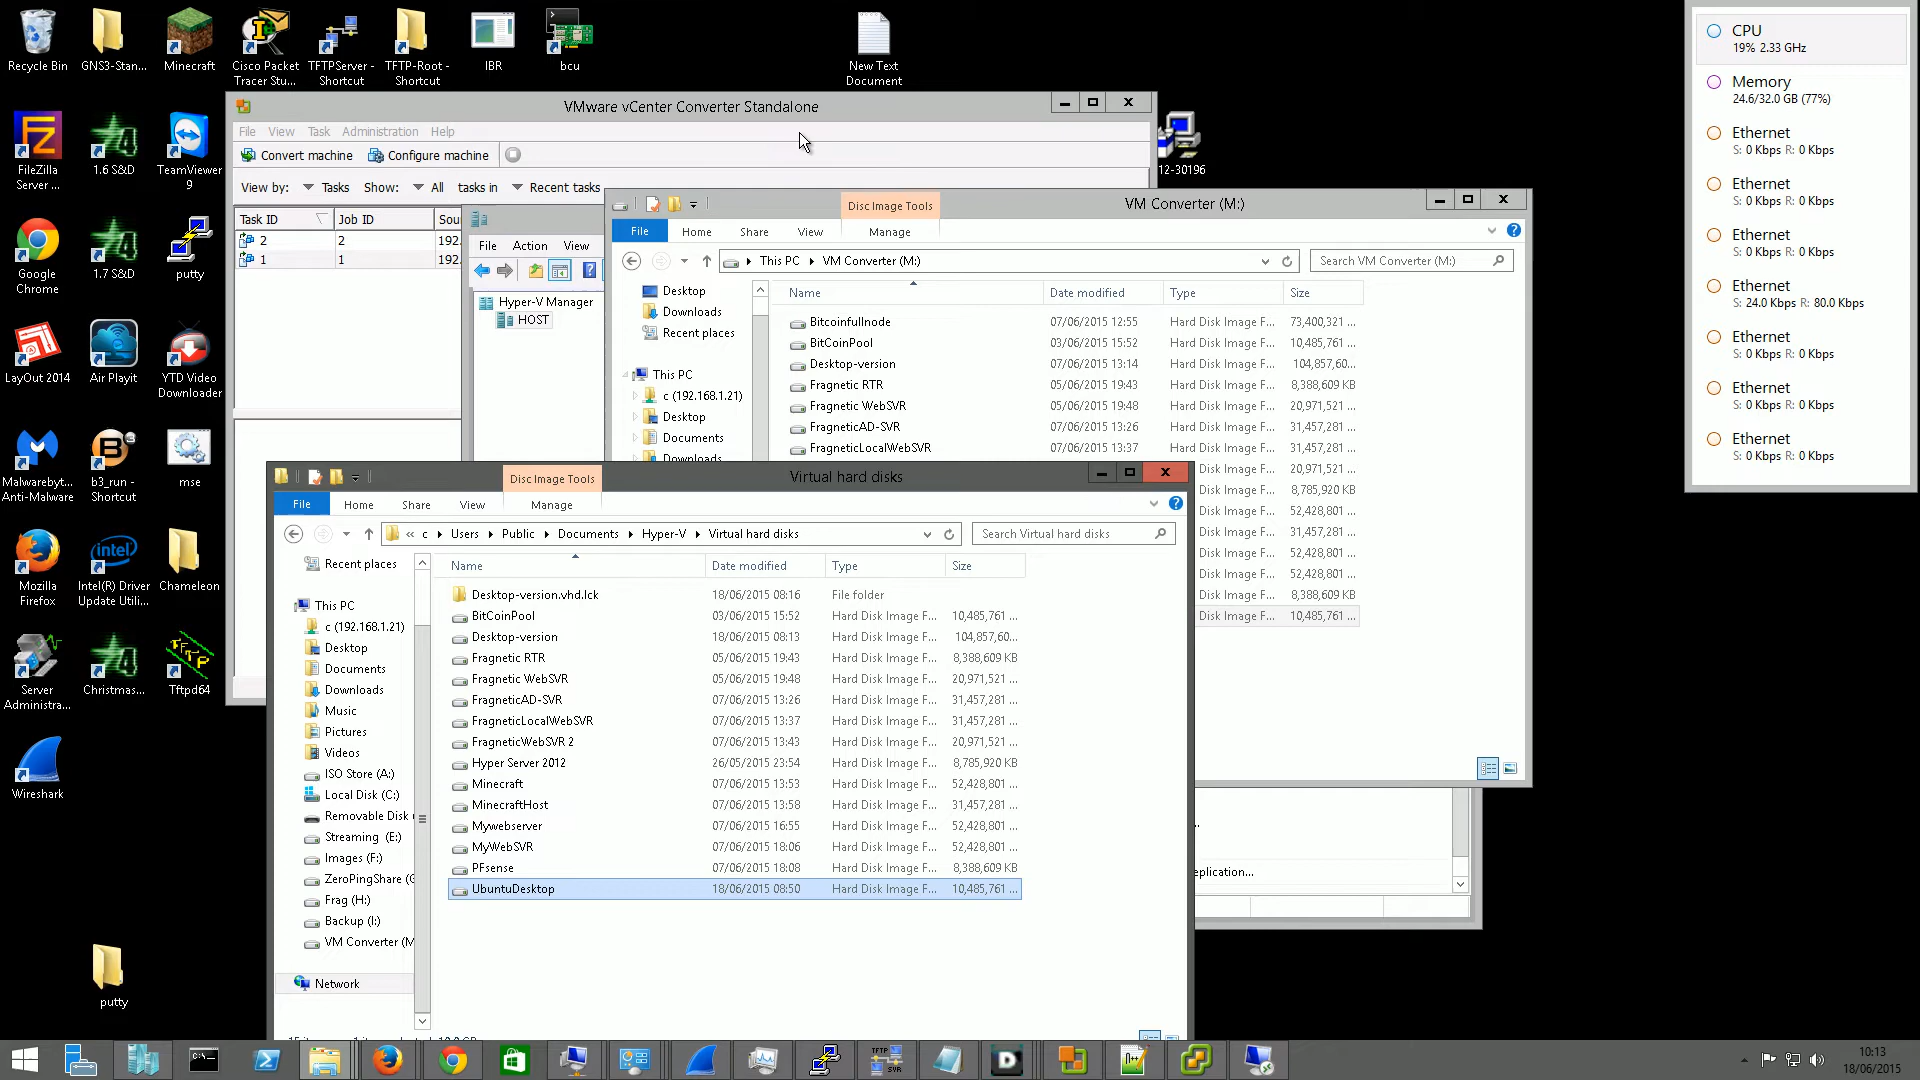 Recycle Bin
GNS3-Stan...
Minecraft
Cisco Packet
Tracer Stu...
TFTPServer -
Shortcut
TFTP-Root -
Shortcut
IBR
bcu
New Text
Document
FileZilla
Server ...
1.6 S&D
TeamViewer
9
Google
Chrome
1.7 S&D
putty
LayOut 2014
Air Playit
YTD Video
Downloader
Malwarebyt...
Anti-Malware
b3_run -
Shortcut
mse
Mozilla
Firefox
Intel(R) Driver
Update Utili...
Chameleon
Server
Administra...
Christmas...
Tftpd64
Wireshark
putty
12-30196
VMware vCenter Converter Standalone
File View Task Administration Help
Convert machine Configure machine
View by: Tasks Show: All tasks in Recent tasks
Task ID Job ID Sou
2 2 192.
1 1 192.
File Action View
Hyper-V Manager
HOST
Disc Image Tools
VM Converter (M:)
File Home Share View Manage
This PC VM Converter (M:)
Search VM Converter (M:)
Desktop
Downloads
Recent places
This PC
c (192.168.1.21)
Desktop
Documents
Downloads
Name Date modified Type Size
Bitcoinfullnode 07/06/2015 12:55 Hard Disk Image F... 73,400,321 ...
BitCoinPool 03/06/2015 15:52 Hard Disk Image F... 10,485,761 ...
Desktop-version 07/06/2015 13:14 Hard Disk Image F... 104,857,60...
Fragnetic RTR 05/06/2015 19:43 Hard Disk Image F... 8,388,609 KB
Fragnetic WebSVR 05/06/2015 19:48 Hard Disk Image F... 20,971,521 ...
FragneticAD-SVR 07/06/2015 13:26 Hard Disk Image F... 31,457,281 ...
FragneticLocalWebSVR 07/06/2015 13:37 Hard Disk Image F... 31,457,281 ...
Disk Image F... 20,971,521 ...
Disk Image F... 8,785,920 KB
Disk Image F... 52,428,801 ...
Disk Image F... 31,457,281 ...
Disk Image F... 52,428,801 ...
Disk Image F... 52,428,801 ...
Disk Image F... 8,388,609 KB
Disk Image F... 10,485,761 ...
eplication...
Disc Image Tools
Virtual hard disks
File Home Share View Manage
« c Users Public Documents Hyper-V Virtual hard disks
Search Virtual hard disks
Recent places
This PC
c (192.168.1.21)
Desktop
Documents
Downloads
Music
Pictures
Videos
ISO Store (A:)
Local Disk (C:)
Removable Disk
Streaming (E:)
Images (F:)
ZeroPingShare (G
Frag (H:)
Backup (I:)
VM Converter (M
Network
Name Date modified Type Size
Desktop-version.vhd.lck 18/06/2015 08:16 File folder
BitCoinPool 03/06/2015 15:52 Hard Disk Image F... 10,485,761 ...
Desktop-version 18/06/2015 08:13 Hard Disk Image F... 104,857,60...
Fragnetic RTR 05/06/2015 19:43 Hard Disk Image F... 8,388,609 KB
Fragnetic WebSVR 05/06/2015 19:48 Hard Disk Image F... 20,971,521 ...
FragneticAD-SVR 07/06/2015 13:26 Hard Disk Image F... 31,457,281 ...
FragneticLocalWebSVR 07/06/2015 13:37 Hard Disk Image F... 31,457,281 ...
FragneticWebSVR 2 07/06/2015 13:43 Hard Disk Image F... 20,971,521 ...
Hyper Server 2012 26/05/2015 23:54 Hard Disk Image F... 8,785,920 KB
Minecraft 07/06/2015 13:53 Hard Disk Image F... 52,428,801 ...
MinecraftHost 07/06/2015 13:58 Hard Disk Image F... 31,457,281 ...
Mywebserver 07/06/2015 16:55 Hard Disk Image F... 52,428,801 ...
MyWebSVR 07/06/2015 18:06 Hard Disk Image F... 52,428,801 ...
PFsense 07/06/2015 18:08 Hard Disk Image F... 8,388,609 KB
UbuntuDesktop 18/06/2015 08:50 Hard Disk Image F... 10,485,761 ...
CPU
19% 2.33 GHz
Memory
24.6/32.0 GB (77%)
Ethernet
S: 0 Kbps R: 0 Kbps
Ethernet
S: 0 Kbps R: 0 Kbps
Ethernet
S: 0 Kbps R: 0 Kbps
Ethernet
S: 24.0 Kbps R: 80.0 Kbps
Ethernet
S: 0 Kbps R: 0 Kbps
Ethernet
S: 0 Kbps R: 0 Kbps
Ethernet
S: 0 Kbps R: 0 Kbps
10:13
18/06/2015